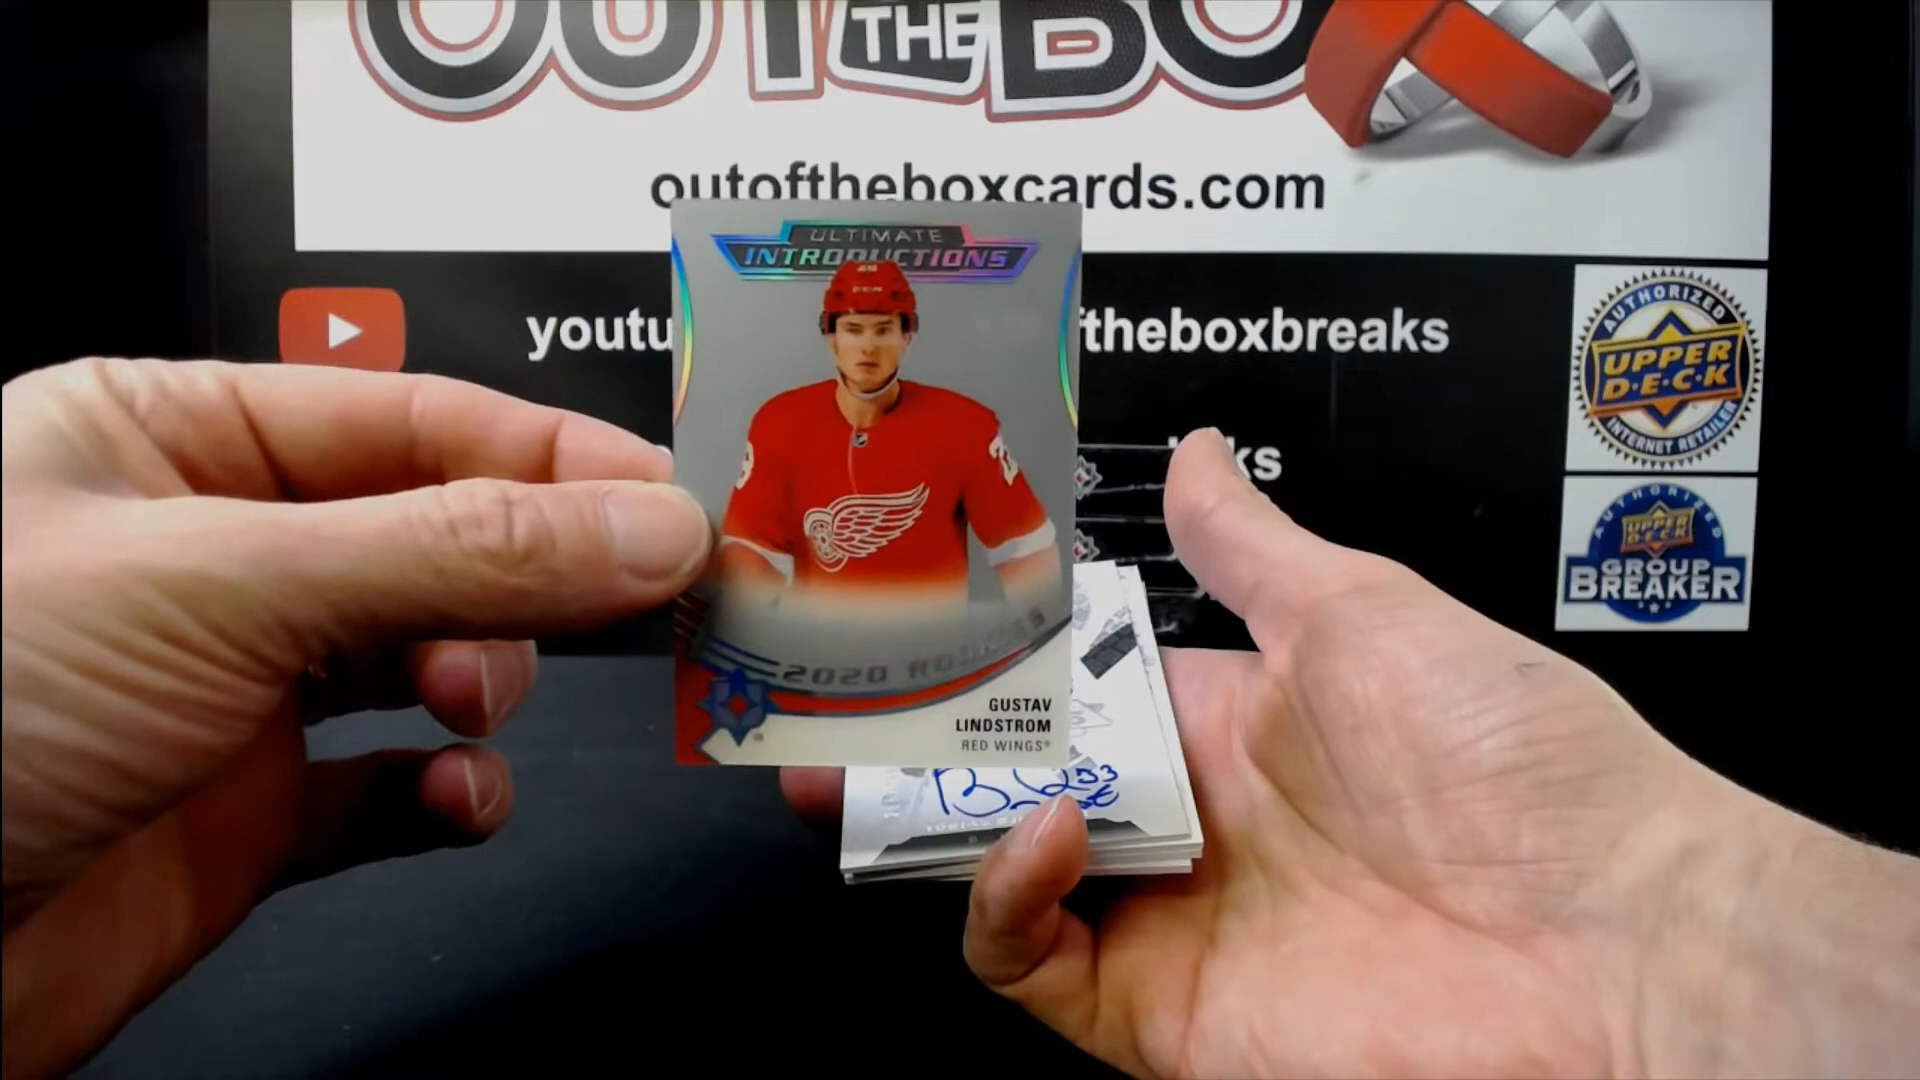 OUT THE BO
outoftheboxcards.com
youtu
ftheboxbreaks
ks
AUTHORIZED
UPPER
D·E·C·K
INTERNET RETAILER
AUTHORIZED
UPPER
DECK
GROUP
BREAKER
ULTIMATE
INTRODUCTIONS
2020 ROOKIES
GUSTAV
LINDSTROM
RED WINGS®